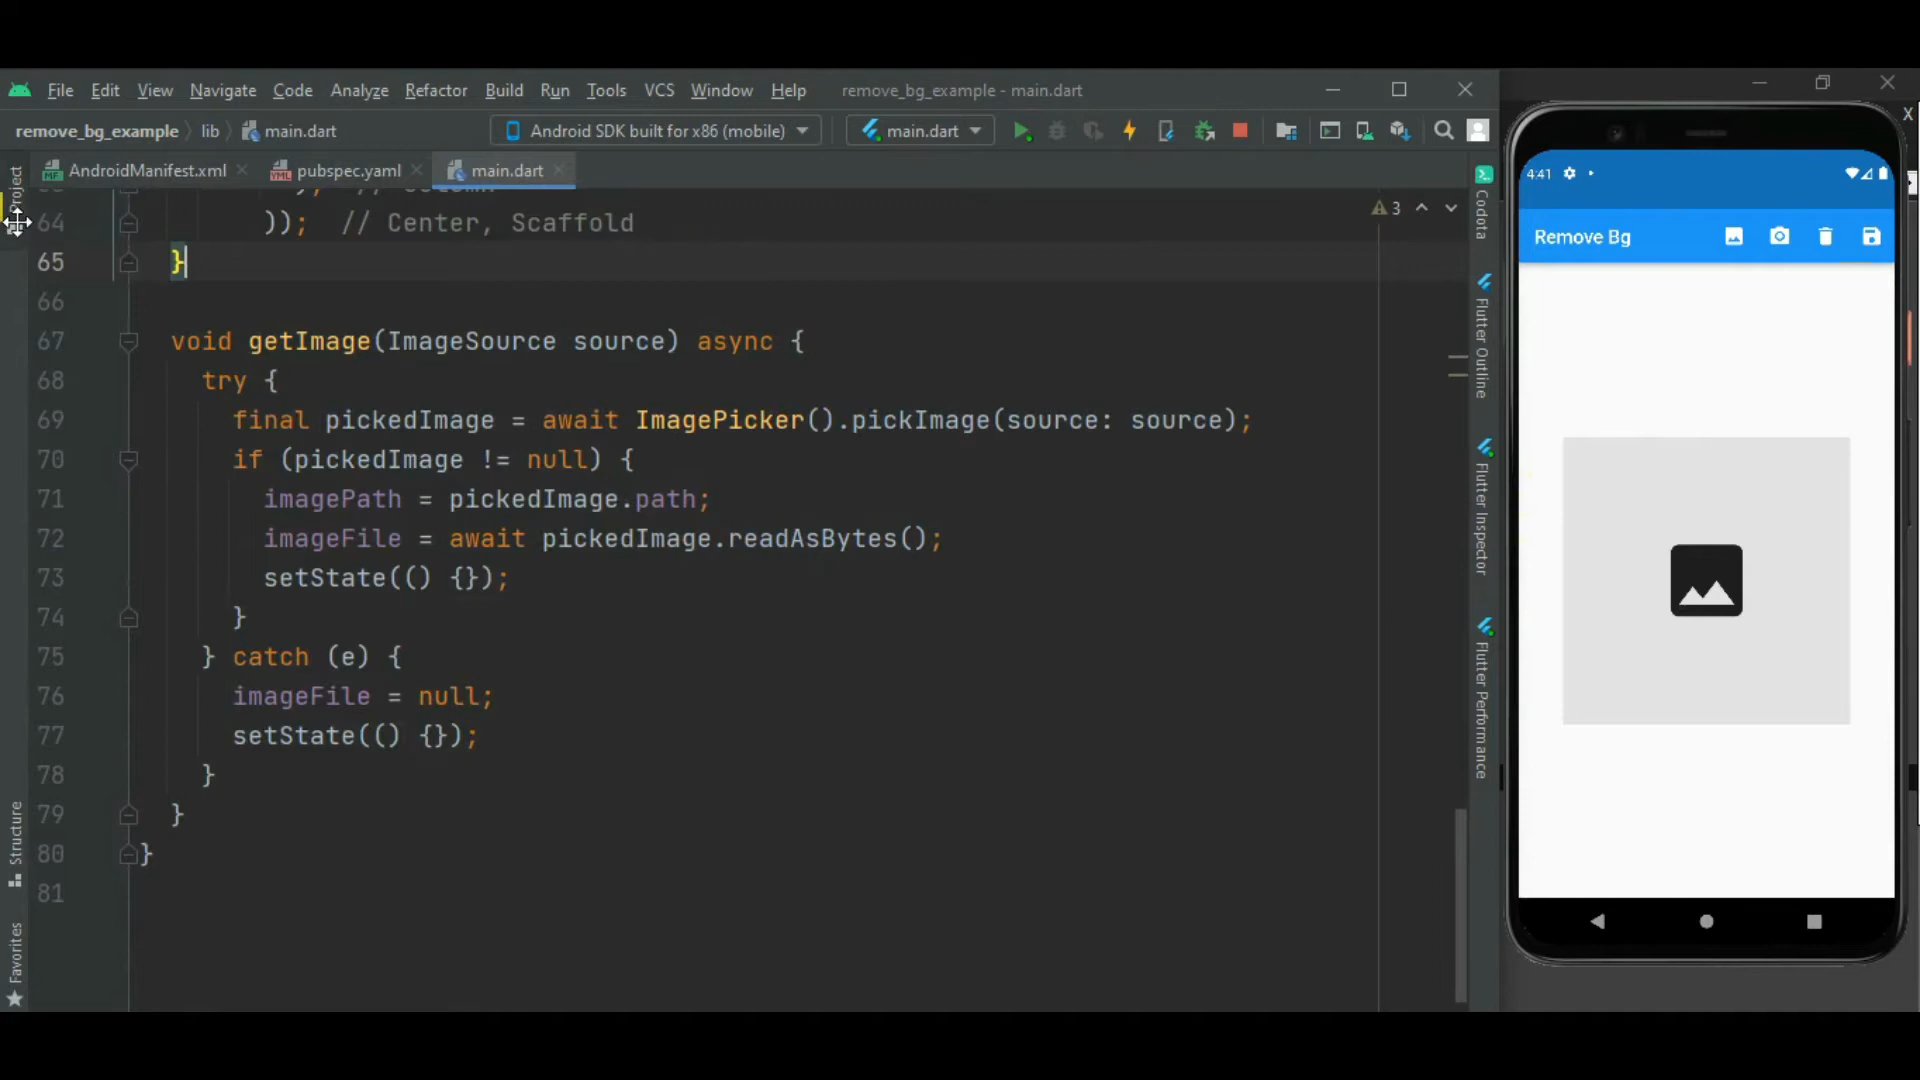 File Edit View Navigate Code Analyze Refactor Build Run Tools VCS Window Help remove_bg_example - main.dart
remove_bg_example lib main.dart Android SDK built for x86 (mobile) main.dart
AndroidManifest.xml pubspec.yaml main.dart
64 )); // Center, Scaffold
65 }
66
67 void getImage(ImageSource source) async {
68 try {
69 final pickedImage = await ImagePicker().pickImage(source: source);
70 if (pickedImage != null) {
71 imagePath = pickedImage.path;
72 imageFile = await pickedImage.readAsBytes();
73 setState(() {});
74 }
75 } catch (e) {
76 imageFile = null;
77 setState(() {});
78 }
79 }
80 }
81
3
Project
Structure
Favorites
Codota
Flutter Outline
Flutter Inspector
Flutter Performance
X
4:41
Remove Bg